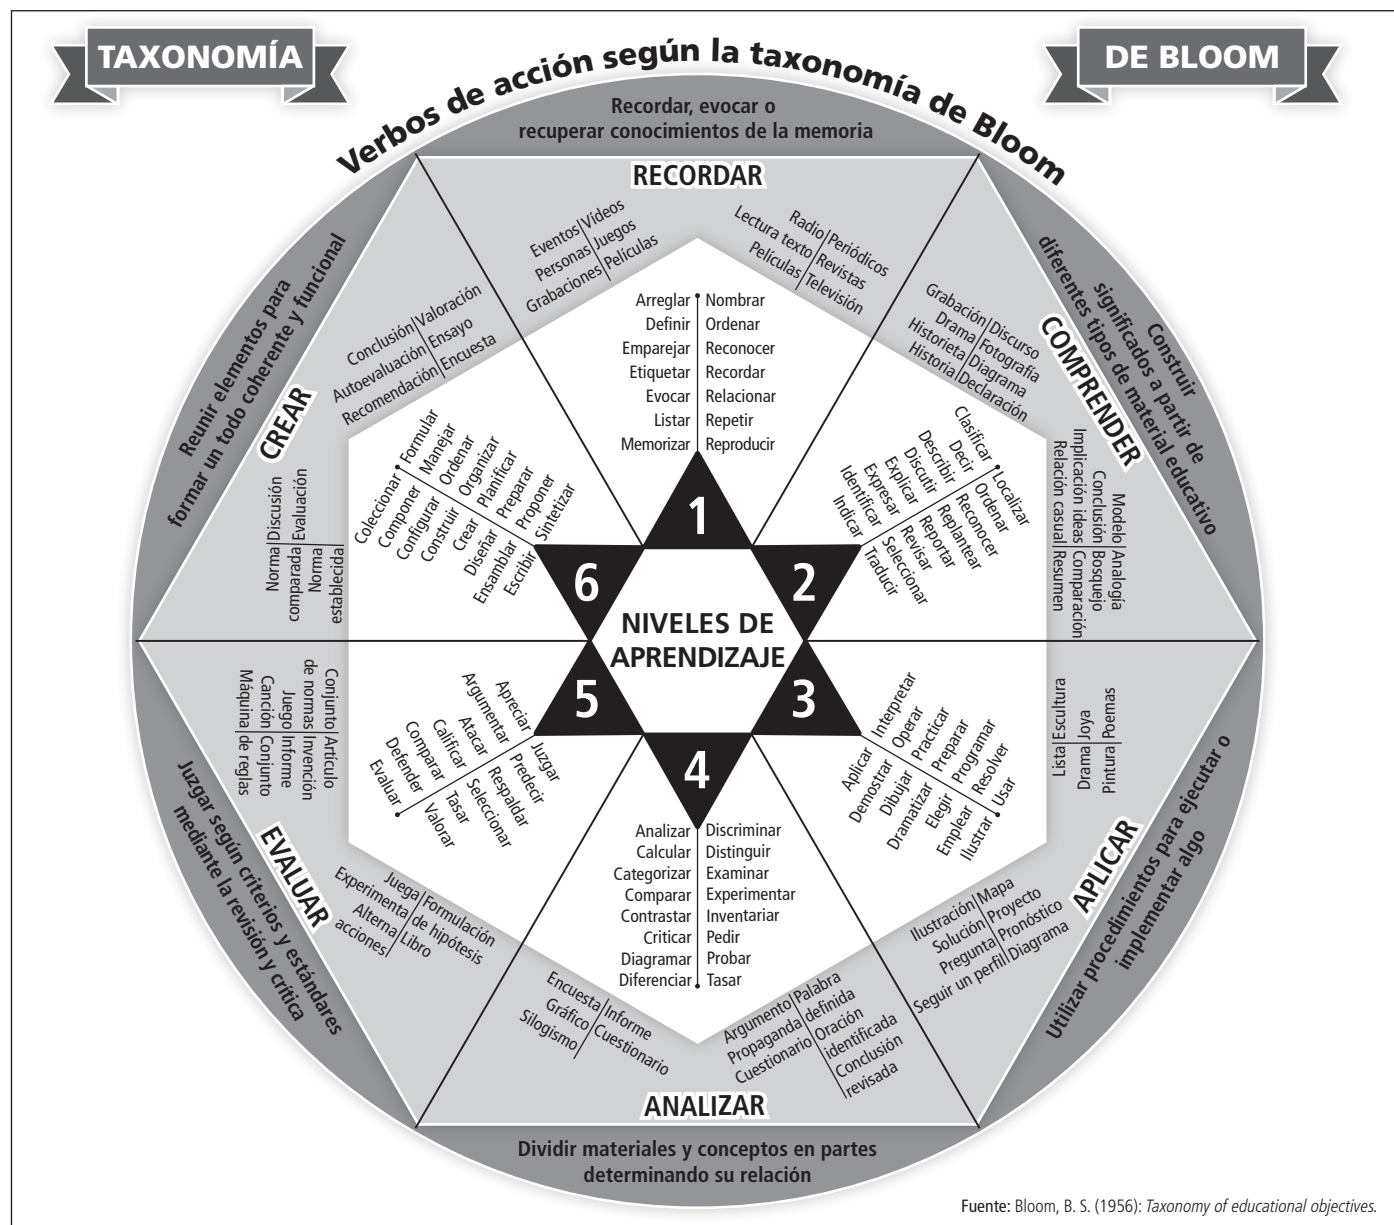 TAXONOMÍA
DE BLOOM
Verbos de acción según la taxonomía de Bloom
Recordar, evocar o
recuperar conocimientos de la memoria
RECORDAR
Eventos Vídeos
Personas Juegos
Grabaciones Películas
Radio Periódicos
Lectura texto Revistas
Películas Televisión
Arreglar Nombrar
Definir Ordenar
Emparejar Reconocer
Etiquetar Recordar
Evocar Relacionar
Listar Repetir
Memorizar Reproducir
1
Construir
significados a partir de
diferentes tipos de material educativo
COMPRENDER
Grabación Discurso
Drama Fotografía
Historieta Diagrama
Historia Declaración
Modelo Analogía
Conclusión Bosquejo
Implicación ideas Comparación
Relación casual Resumen
Clasificar Localizar
Decir Ordenar
Describir Reconocer
Discutir Replantear
Explicar Reportar
Expresar Revisar
Identificar Seleccionar
Indicar Traducir
2
Utilizar procedimientos para ejecutar o
implementar algo
APLICAR
Lista Escultura
Drama Joya
Pintura Poemas
Ilustración Mapa
Solución Proyecto
Pregunta Pronóstico
Seguir un perfil Diagrama
Aplicar Interpretar
Demostrar Operar
Dibujar Practicar
Dramatizar Preparar
Elegir Programar
Emplear Resolver
Ilustrar Usar
3
4
Analizar Discriminar
Calcular Distinguir
Categorizar Examinar
Comparar Experimentar
Contrastar Inventariar
Criticar Pedir
Diagramar Probar
Diferenciar Tasar
Encuesta Informe
Gráfico Cuestionario
Silogismo
Argumento Palabra
Propaganda definida
Cuestionario Oración
identificada
Conclusión
revisada
ANALIZAR
Dividir materiales y conceptos en partes
determinando su relación
5
Apreciar Juzgar
Argumentar Predecir
Atacar Respaldar
Calificar Seleccionar
Comparar Tasar
Defender Valorar
Evaluar
Conjunto Artículo
de normas Invención
Juego Informe
Canción Conjunto
Máquina de reglas
Juega Formulación
Experimenta de hipótesis
Alterna Libro
acciones
EVALUAR
Juzgar según criterios y estándares
mediante la revisión y crítica
6
Coleccionar Formular
Componer Manejar
Configurar Ordenar
Construir Organizar
Crear Planificar
Diseñar Preparar
Ensamblar Proponer
Escribir Sintetizar
Conclusión Valoración
Autoevaluación Ensayo
Recomendación Encuesta
Norma Discusión
comparada Evaluación
Norma
establecida
CREAR
Reunir elementos para
formar un todo coherente y funcional
NIVELES DE
APRENDIZAJE
Fuente: Bloom, B. S. (1956): Taxonomy of educational objectives.